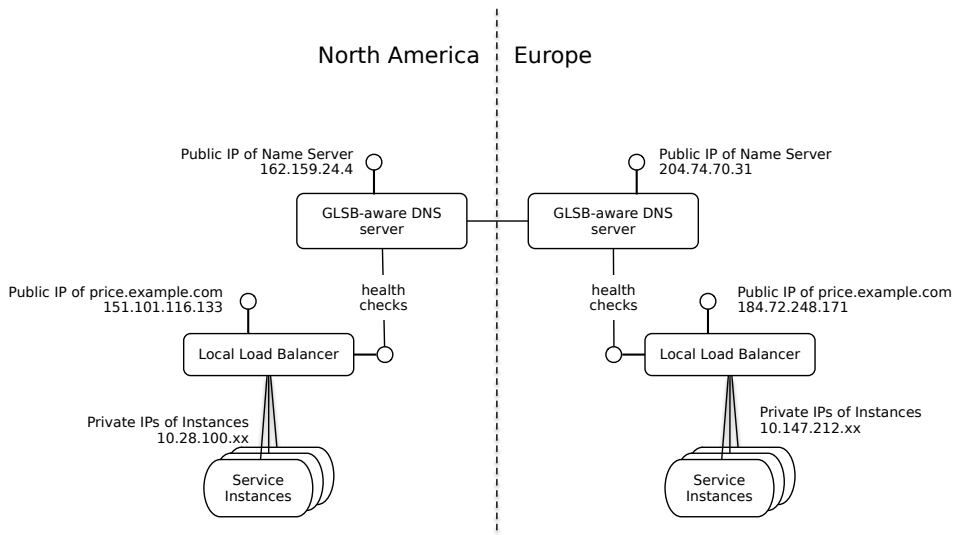 North America
Europe
Public IP of Name Server
162.159.24.4
Public IP of Name Server
204.74.70.31
GLSB-aware DNS
server
GLSB-aware DNS
server
health
checks
health
checks
Public IP of price.example.com
151.101.116.133
Public IP of price.example.com
184.72.248.171
Local Load Balancer
Local Load Balancer
Private IPs of Instances
10.28.100.xx
Private IPs of Instances
10.147.212.xx
Service
Instances
Service
Instances